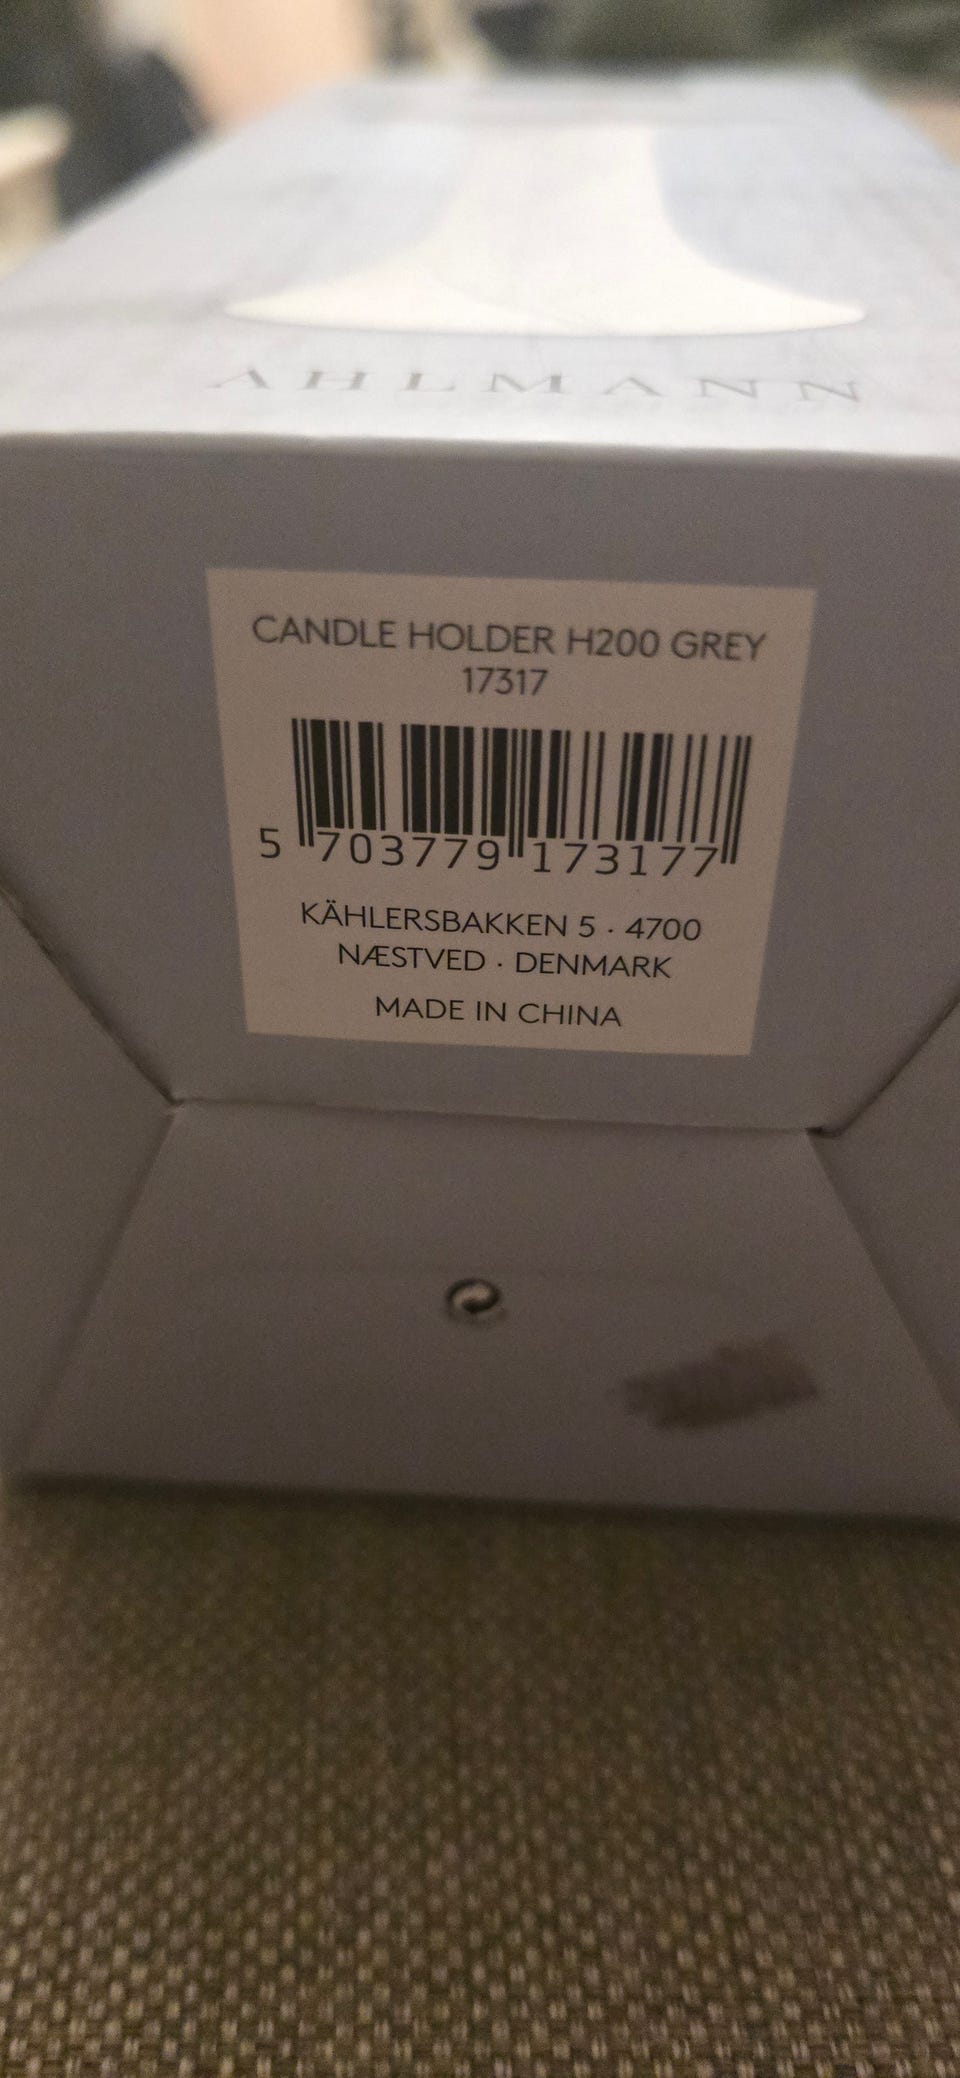 AHLMANN
CANDLE HOLDER H200 GREY
17317
5 703779 173177
KÄHLERSBAKKEN 5 · 4700
NÆSTVED · DENMARK
MADE IN CHINA